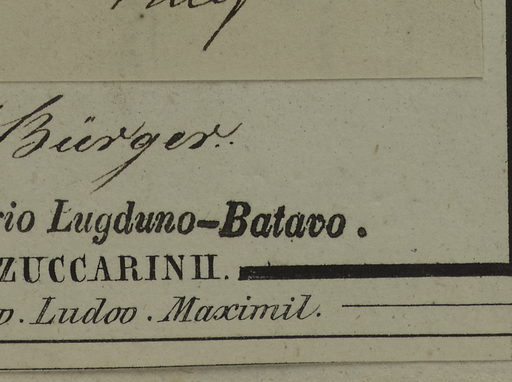 Bürger.
rio Lugduno-Batavo.
ZUCCARINII.
p. Ludov. Maximil.